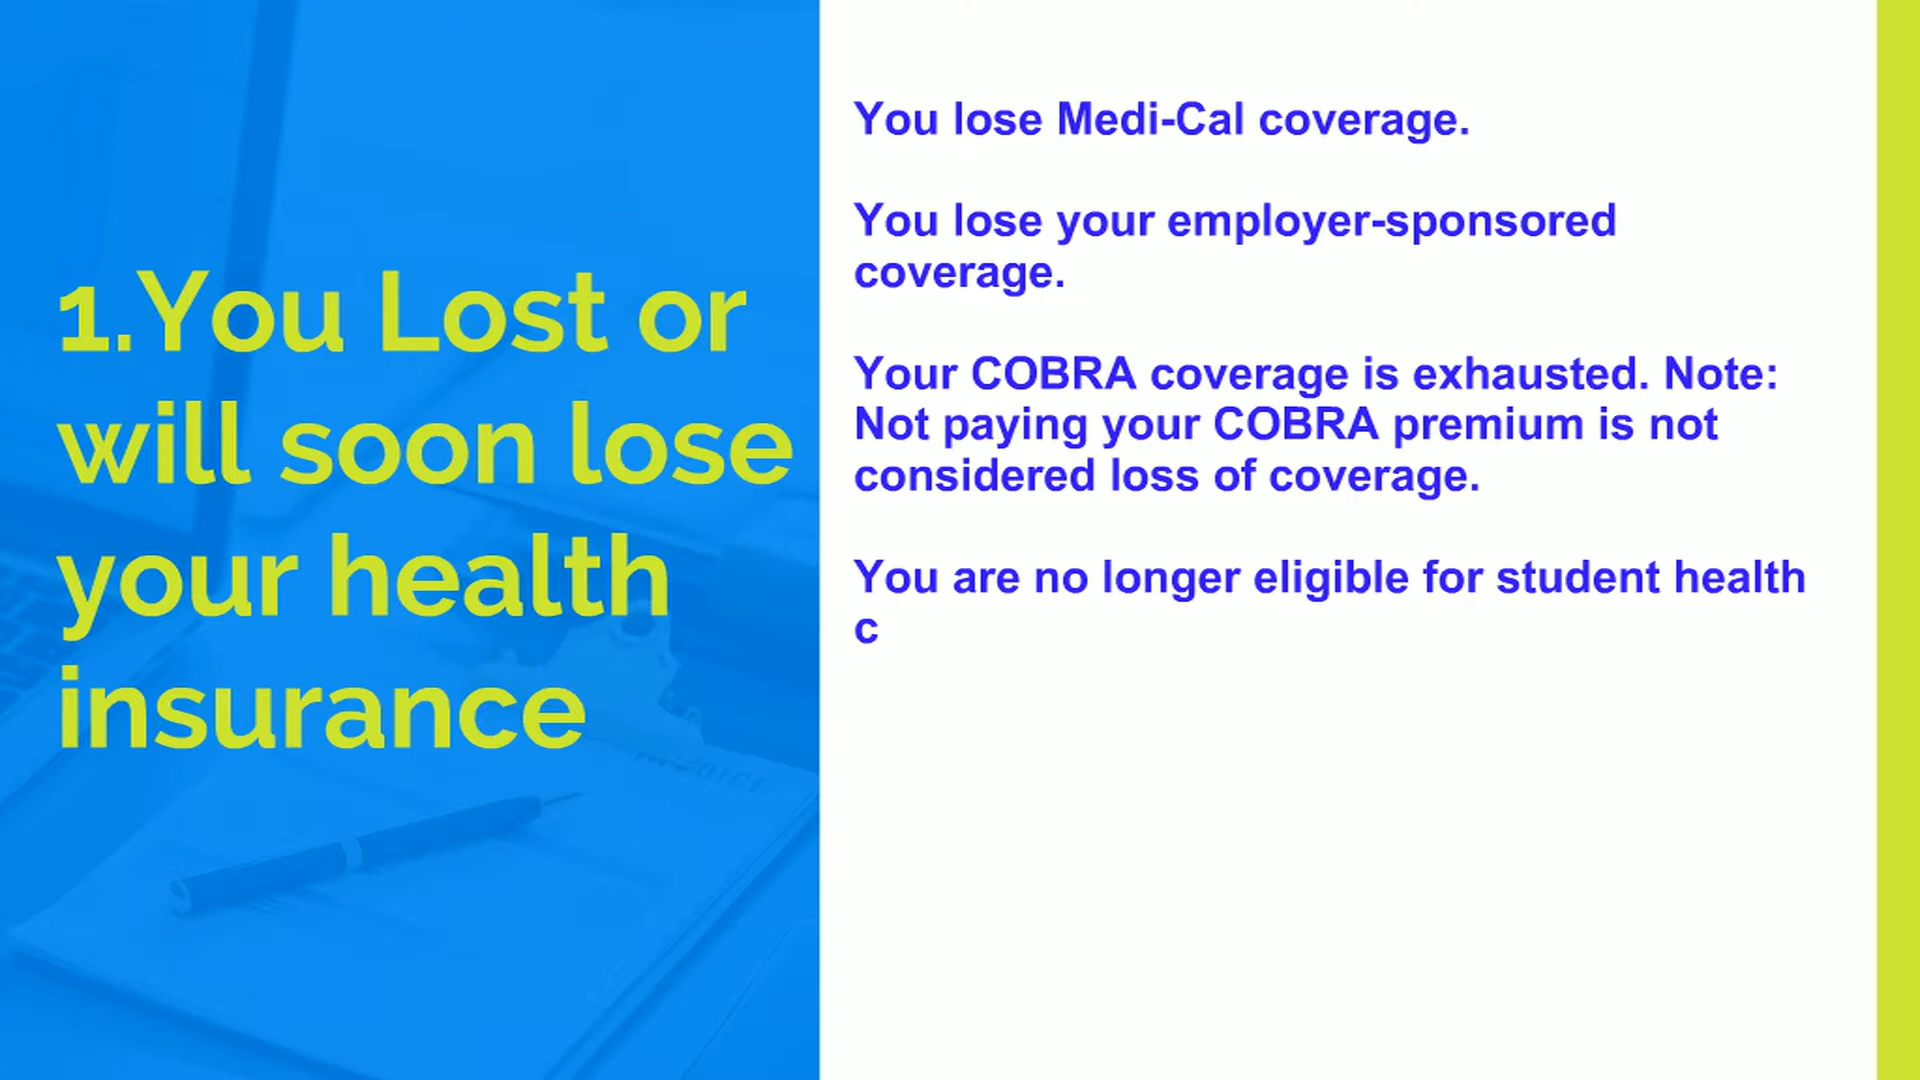 1.You Lost or
will soon lose
your health
insurance
You lose Medi-Cal coverage.
You lose your employer-sponsored
coverage.
Your COBRA coverage is exhausted. Note:
Not paying your COBRA premium is not
considered loss of coverage.
You are no longer eligible for student health
c
INVOICE